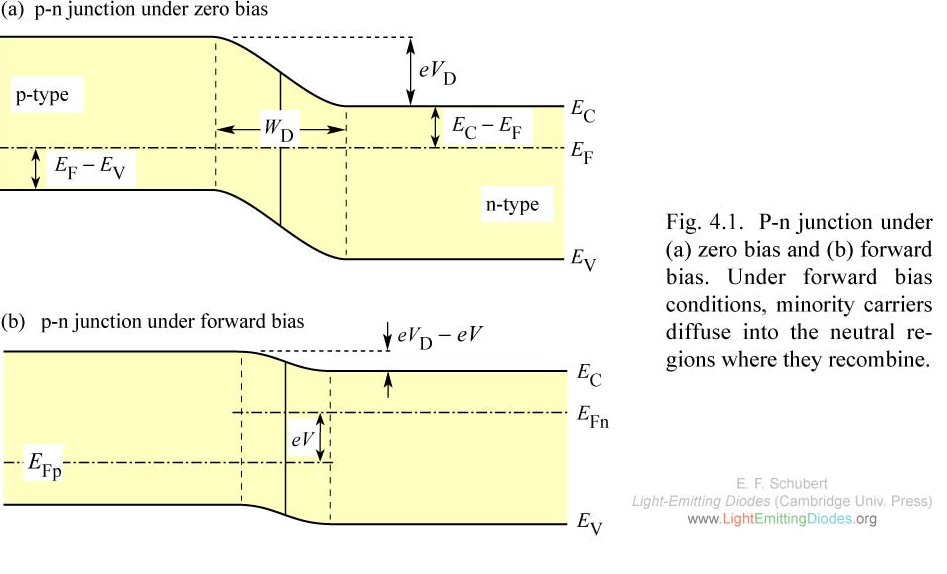 (a) p-n junction under zero bias
eV_D
p-type
E_C
W_D
E_C – E_F
E_F
E_F – E_V
n-type
E_V
Fig. 4.1. P-n junction under
(a) zero bias and (b) forward
bias. Under forward bias
conditions, minority carriers
diffuse into the neutral re-
gions where they recombine.
(b) p-n junction under forward bias
eV_D – eV
E_C
E_Fn
eV
E_Fp
E_V
E. F. Schubert
Light-Emitting Diodes (Cambridge Univ. Press)
www.LightEmittingDiodes.org